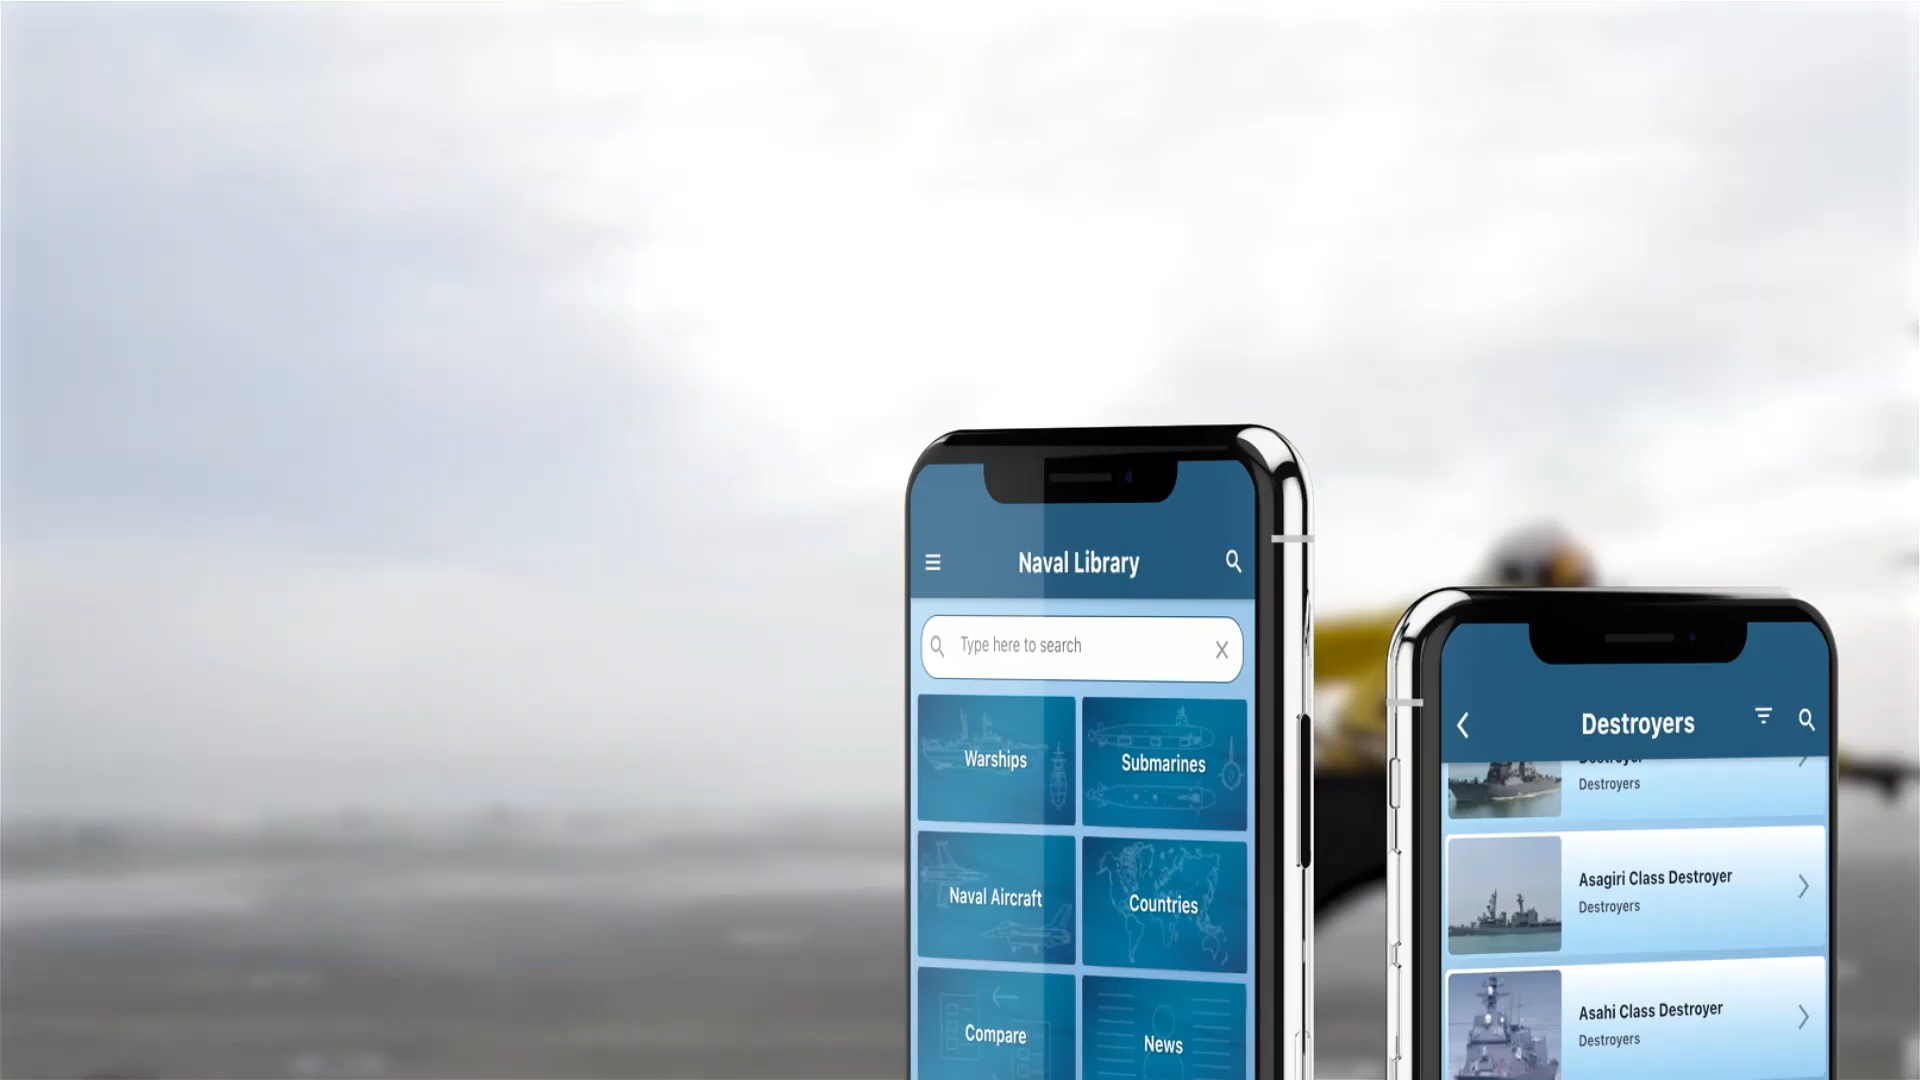 Naval Library
Type here to search
Warships
Submarines
Naval Aircraft
Countries
Compare
News
Destroyers
Destroyer
Destroyers
Asagiri Class Destroyer
Destroyers
Asahi Class Destroyer
Destroyers